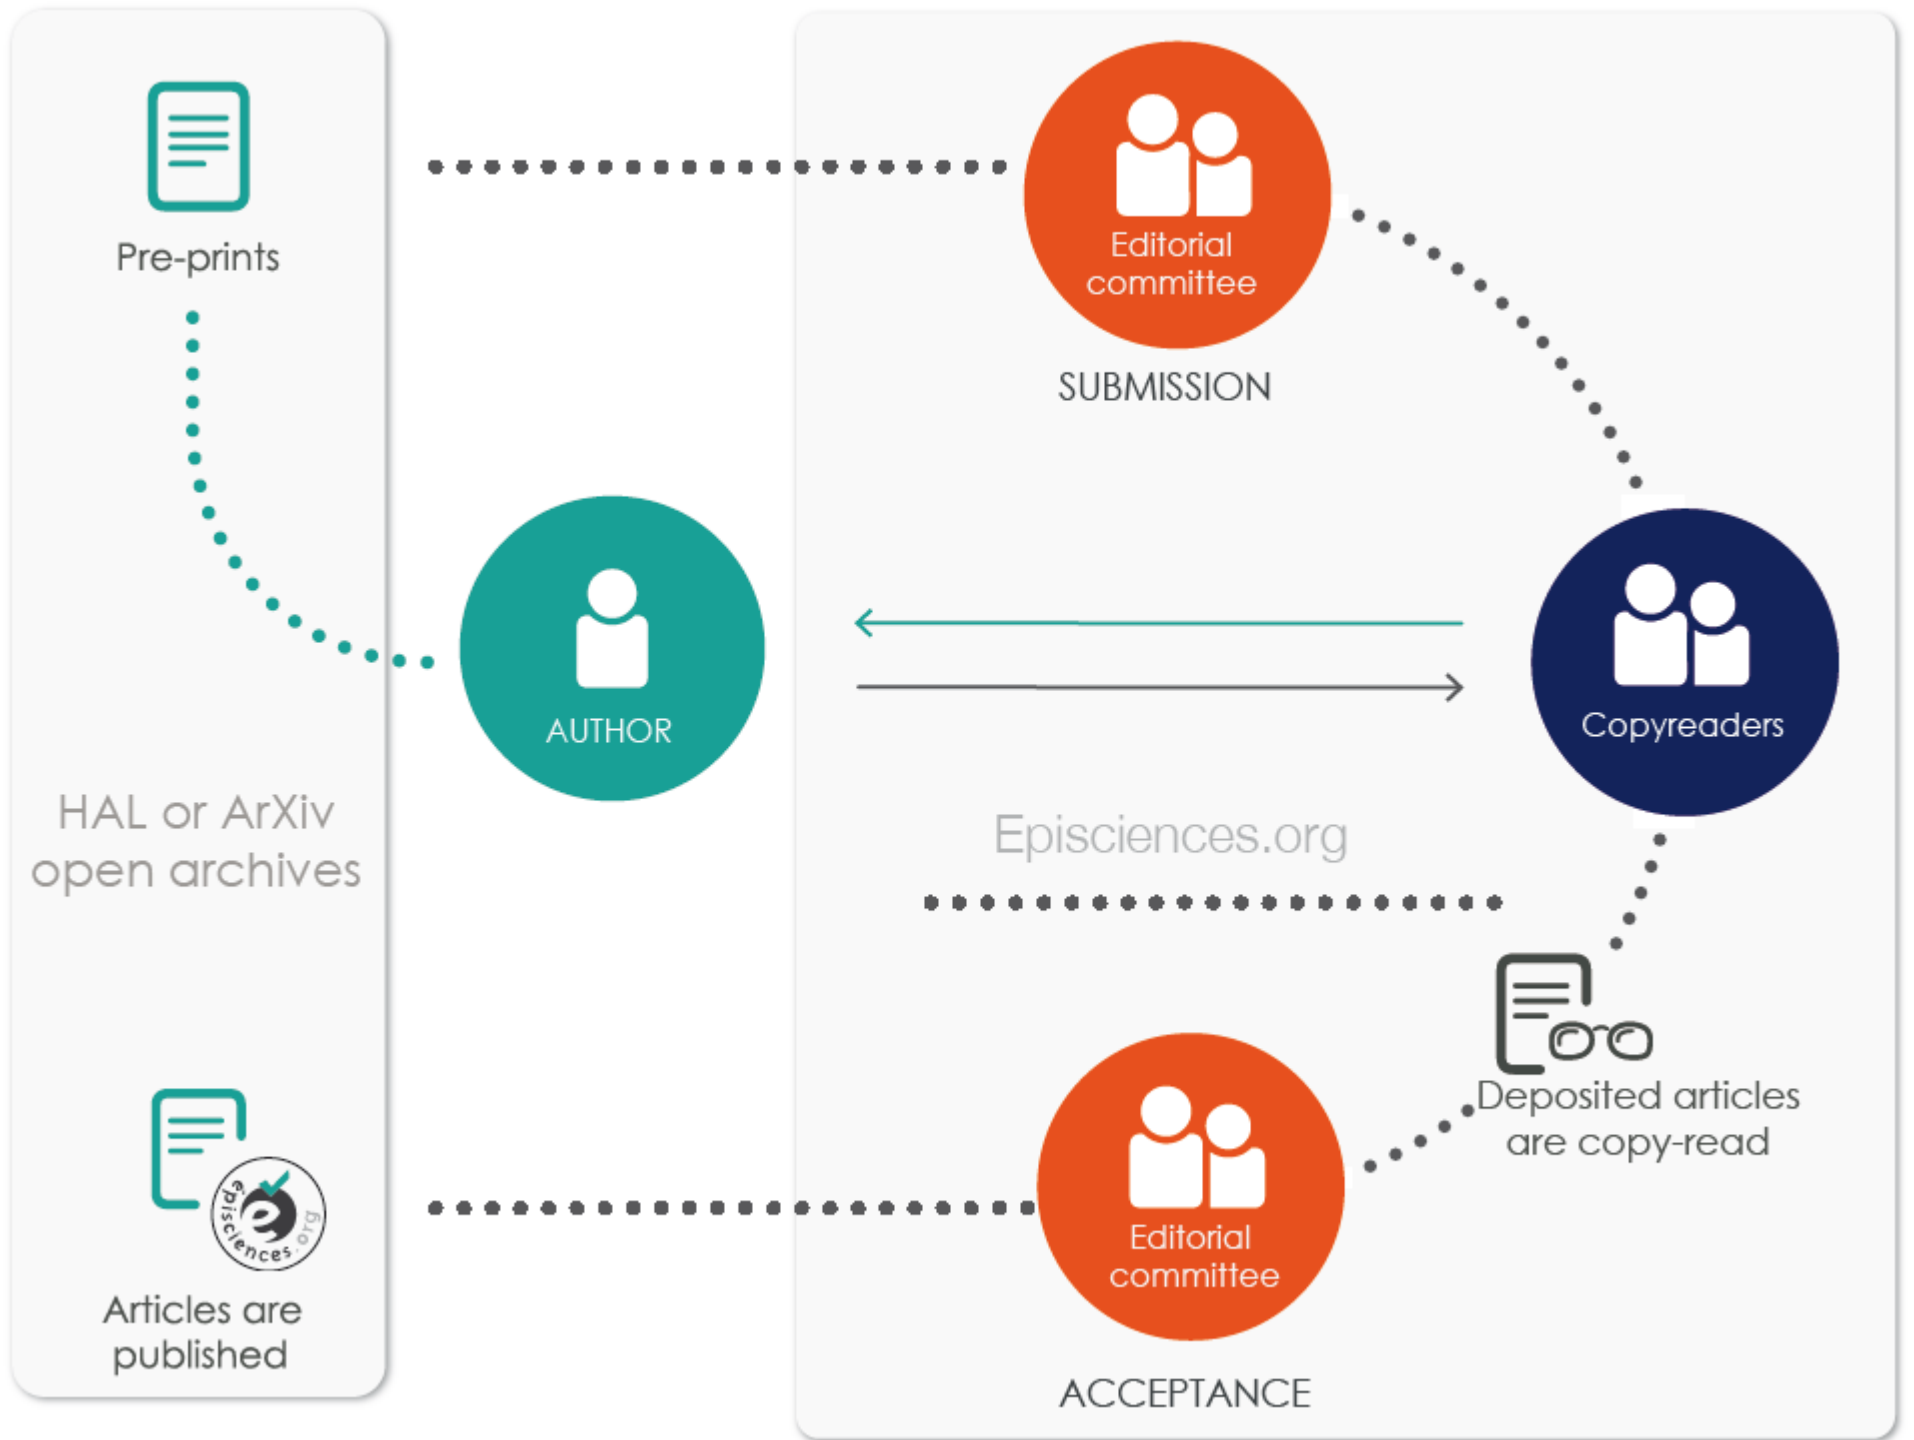 Pre-prints
Editorial
committee
SUBMISSION
AUTHOR
Copyreaders
HAL or ArXiv
open archives
Episciences.org
Deposited articles
are copy-read
episciences.org
Articles are
published
Editorial
committee
ACCEPTANCE